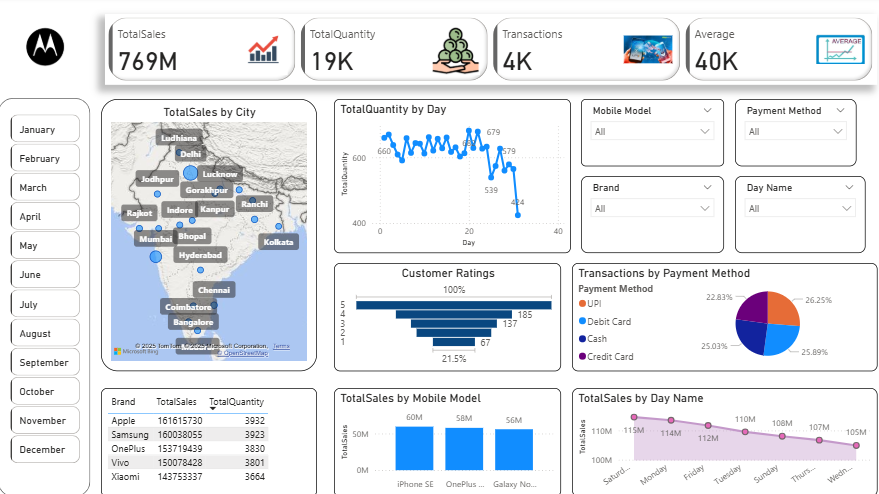 TotalSales
769M
TotalQuantity
19K
Transactions
4K
Average
40K
AVERAGE
January
February
March
April
May
June
July
August
September
October
November
December
TotalSales by City
Ludhiana
Delhi
Jodhpur
Lucknow
Gorakhpur
Rajkot
Indore
Kanpur
Ranchi
Mumbai
Bhopal
Kolkata
Hyderabad
Chennai
Coimbatore
Bangalore
© 2025 TomTom, © 2025 Microsoft Corporation, Terms
© OpenStreetMap
Microsoft Bing
TotalQuantity by Day
TotalQuantity
600
400
660
679
579
539
424
0
20
40
Day
Mobile Model
All
Payment Method
All
Brand
All
Day Name
All
Customer Ratings
100%
5
4
185
3
137
2
1
67
21.5%
Transactions by Payment Method
Payment Method
UPI
Debit Card
Cash
Credit Card
22.83%
26.25%
25.03%
25.89%
Brand TotalSales TotalQuantity
Apple 161615730 3932
Samsung 160038055 3923
OnePlus 153719439 3830
Vivo 150078428 3801
Xiaomi 143753337 3664
TotalSales by Mobile Model
TotalSales
50M
0M
60M
58M
56M
iPhone SE
OnePlus ...
Galaxy No...
TotalSales by Day Name
TotalSales
110M
100M
115M
114M
112M
110M
108M
107M
105M
Saturd...
Monday
Friday
Tuesday
Sunday
Thurs...
Wedn...